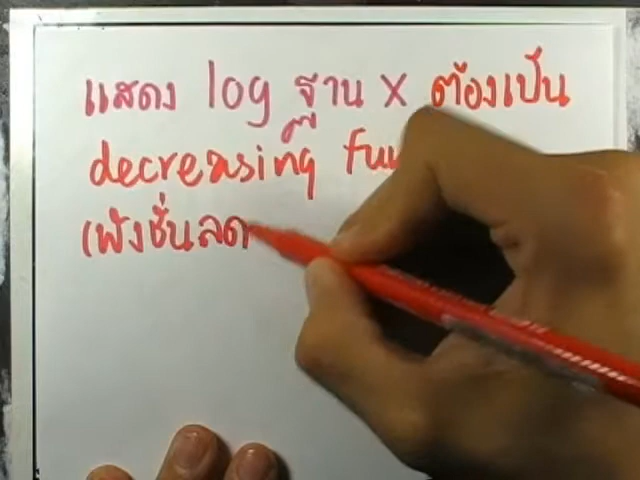 แสดง log ฐาน x ต้องเป็น
decreasing
(ฟังชั่นลด